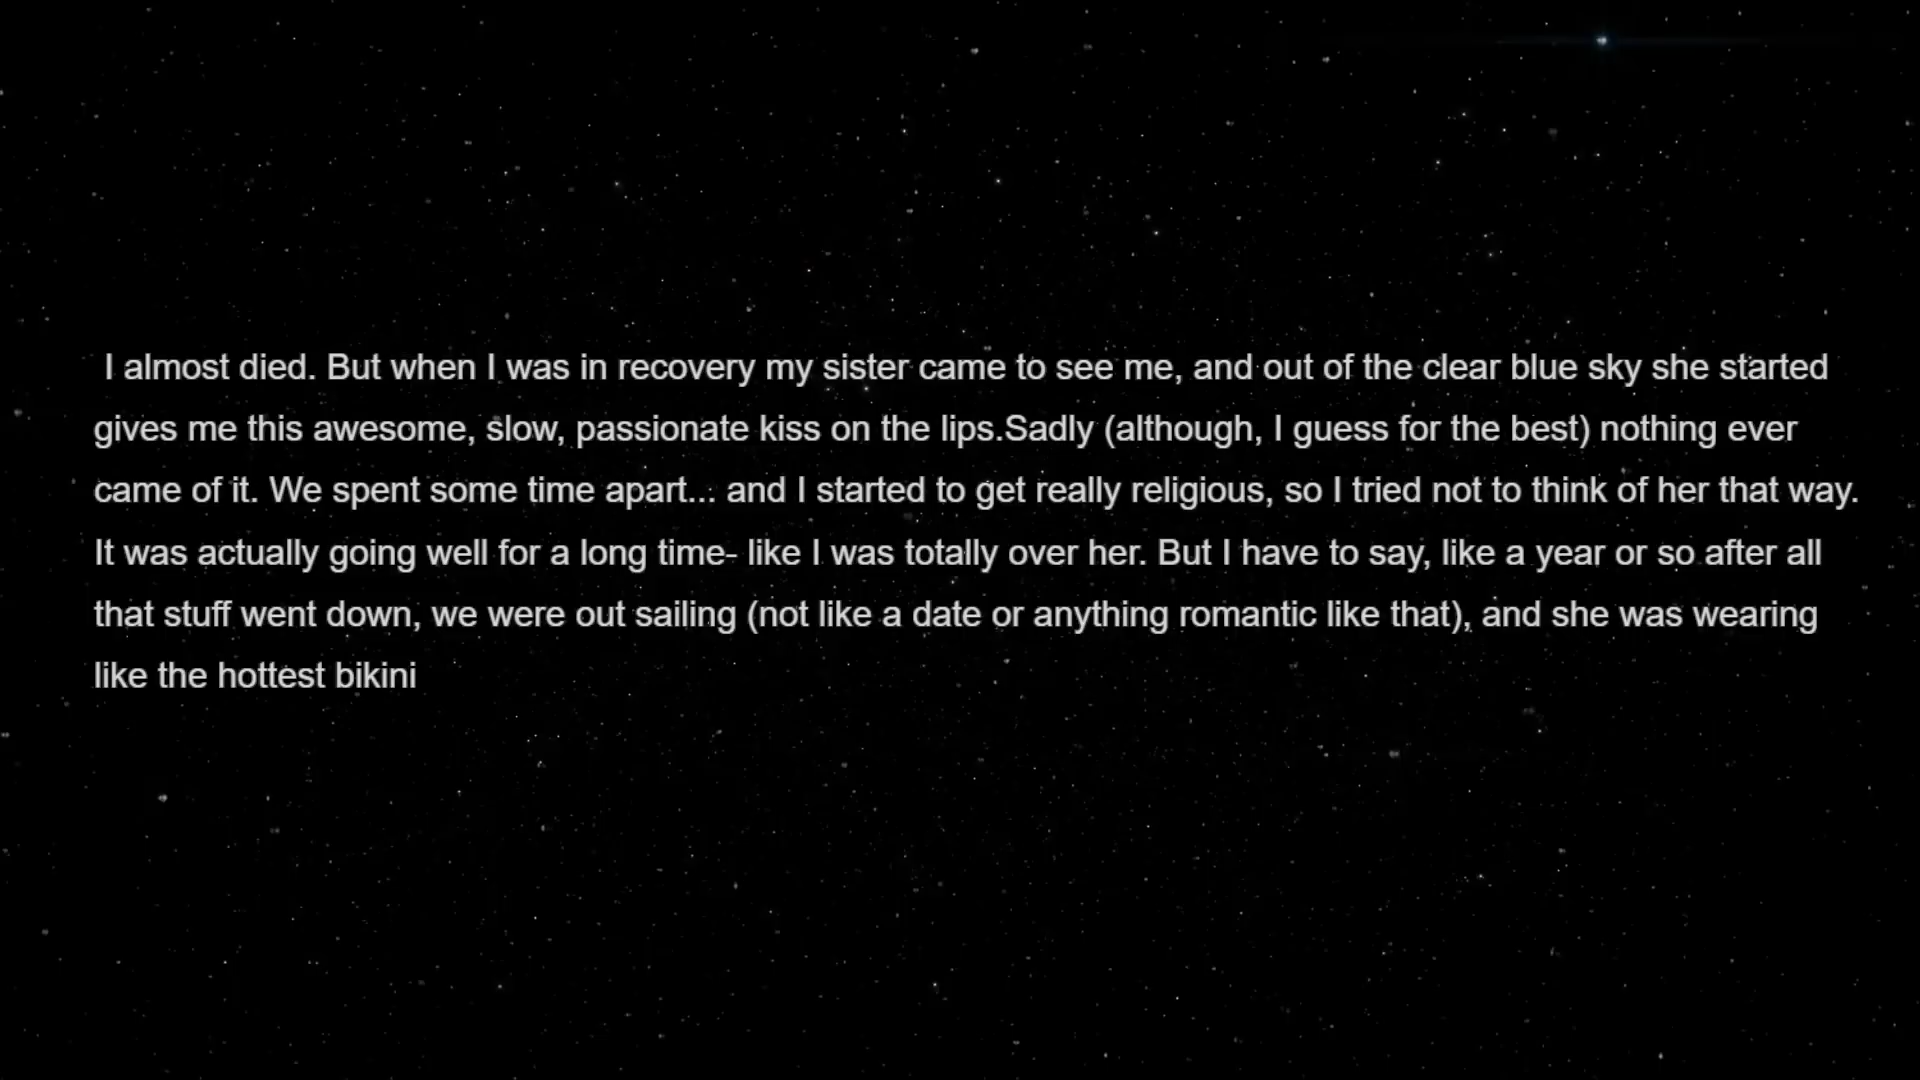 I almost died. But when I was in recovery my sister came to see me, and out of the clear blue sky she started
gives me this awesome, slow, passionate kiss on the lips.Sadly (although, I guess for the best) nothing ever
came of it. We spent some time apart... and I started to get really religious, so I tried not to think of her that way.
It was actually going well for a long time- like I was totally over her. But I have to say, like a year or so after all
that stuff went down, we were out sailing (not like a date or anything romantic like that), and she was wearing
like the hottest bikini